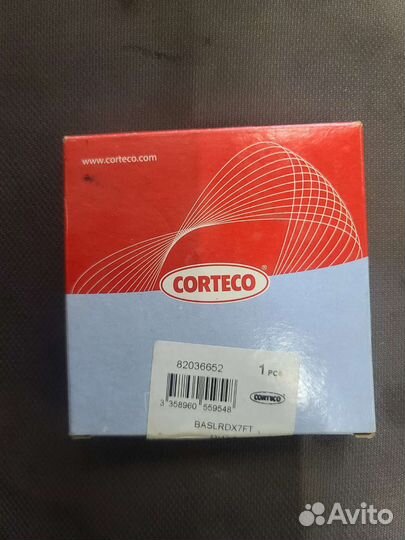 www.corteco.com
CORTECO
82036652
1 PCS
3 358960 559548
CORTECO
BASLRDX7FT
Avito